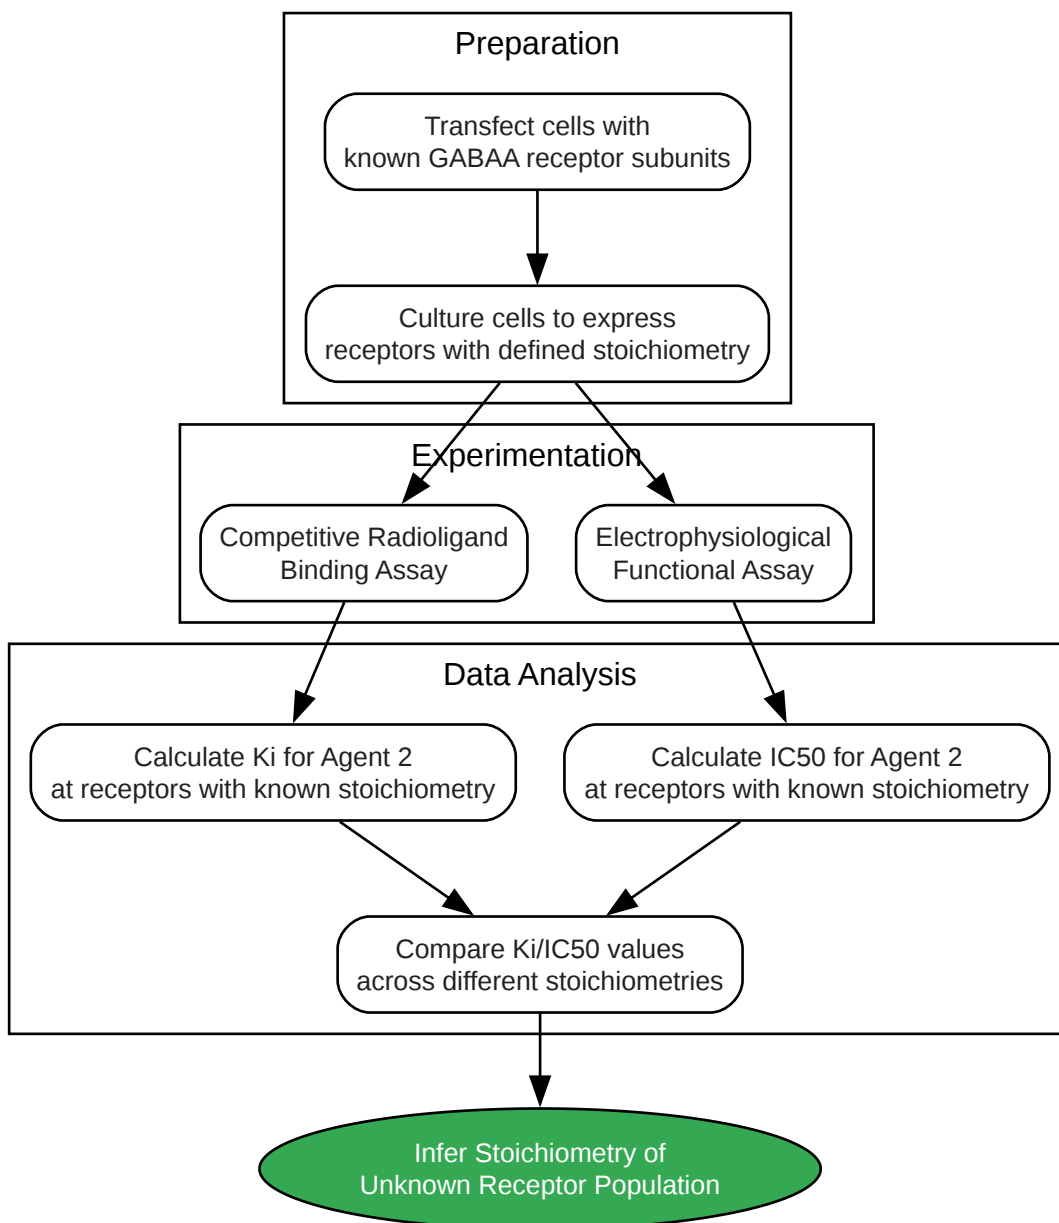 Preparation
Transfect cells with
known GABAA receptor subunits
Culture cells to express
receptors with defined stoichiometry
Experimentation
Competitive Radioligand
Binding Assay
Electrophysiological
Functional Assay
Data Analysis
Calculate Ki for Agent 2
at receptors with known stoichiometry
Calculate IC50 for Agent 2
at receptors with known stoichiometry
Compare Ki/IC50 values
across different stoichiometries
Infer Stoichiometry of
Unknown Receptor Population